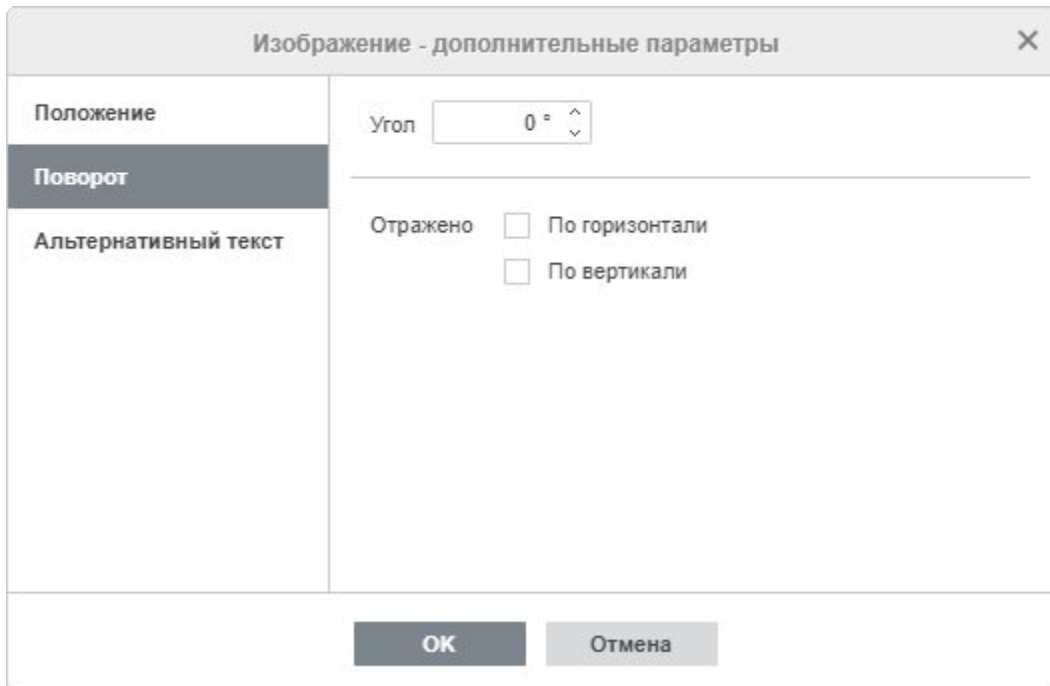 Изображение - дополнительные параметры
Положение
Угол 0 °
Поворот
Отражено По горизонтали
Альтернативный текст
По вертикали
OK Отмена